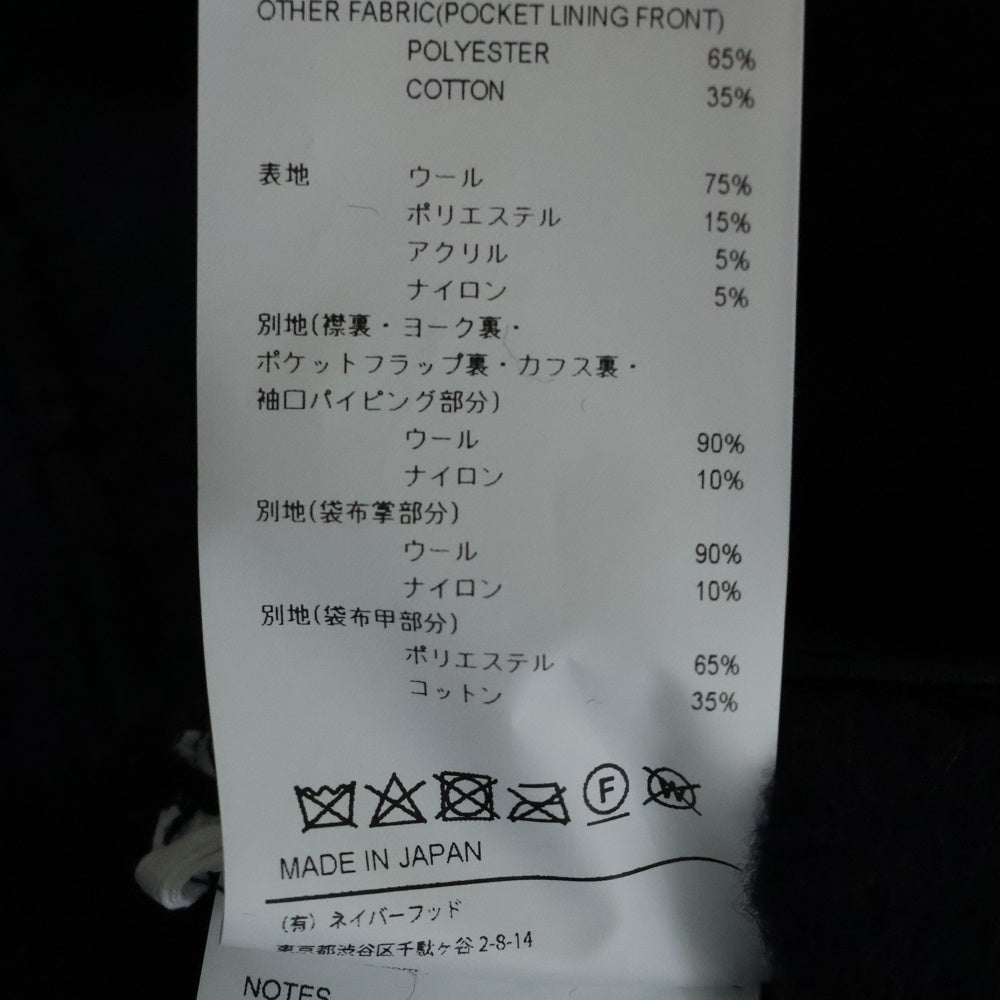 OTHER FABRIC(POCKET LINING FRONT)
POLYESTER 65%
COTTON 35%
表地 ウール 75%
ポリエステル 15%
アクリル 5%
ナイロン 5%
別地(襟裏・ヨーク裏・
ポケットフラップ裏・カフス裏・
袖口パイピング部分)
ウール 90%
ナイロン 10%
別地(袋布掌部分)
ウール 90%
ナイロン 10%
別地(袋布甲部分)
ポリエステル 65%
コットン 35%
F W
MADE IN JAPAN
(有) ネイバーフッド
東京都渋谷区千駄ヶ谷 2-8-14
NOTES